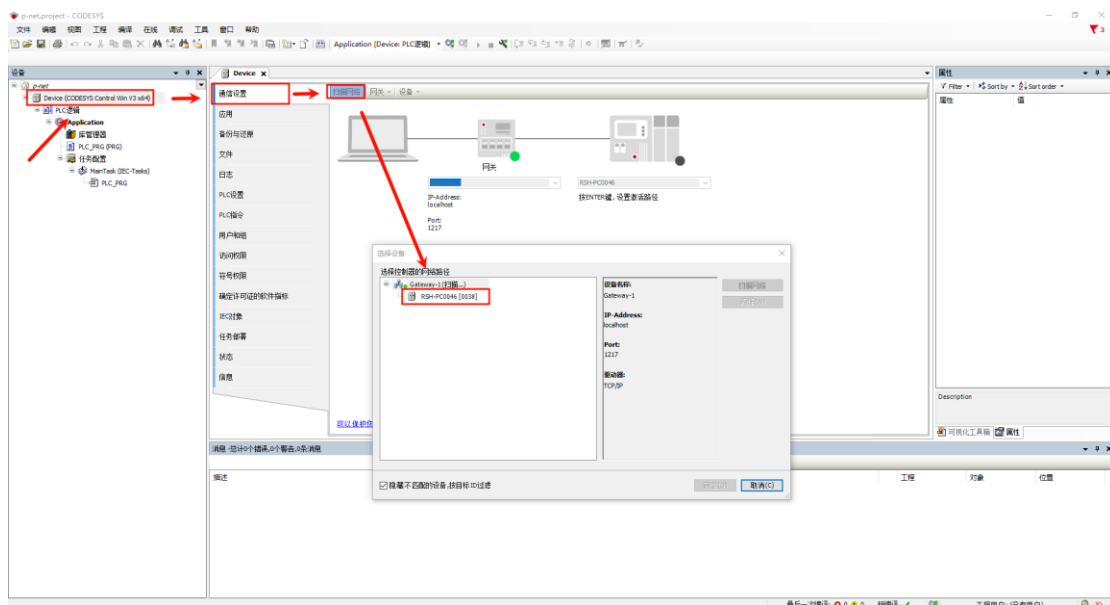 p-net.project - CODESYS
文件 编辑 视图 工程 编译 在线 调试 工具 窗口 帮助
3
Application [Device: PLC逻辑]
设备
p-net
Device (CODESYS Control Win V3 x64)
PLC逻辑
Application
库管理器
PLC_PRG (PRG)
任务配置
MainTask (IEC-Tasks)
PLC_PRG
Device
通信设置
应用
备份与还原
文件
日志
PLC设置
PLC指令
用户和组
访问权限
符号权限
确定许可证的软件指标
IEC对象
任务部署
状态
信息
扫描网络 网关 设备
网关
IP-Address:
localhost
Port:
1217
RSH-PC0046
按ENTER键,设置激活路径
可以保护您
选择设备
选择控制器的网络路径
Gateway-1(扫描...)
RSH-PC0046 [0038]
设备名称:
Gateway-1
IP-Address:
localhost
Port:
1217
驱动器:
TCP/IP
扫描网络
隐藏不匹配的设备,按目标ID过滤
取消(C)
属性
Filter Sort by Sort order
属性 值
Description
可视化工具箱 属性
消息 -总计0个错误,0个警告,0条消息
描述 工程 对象 位置